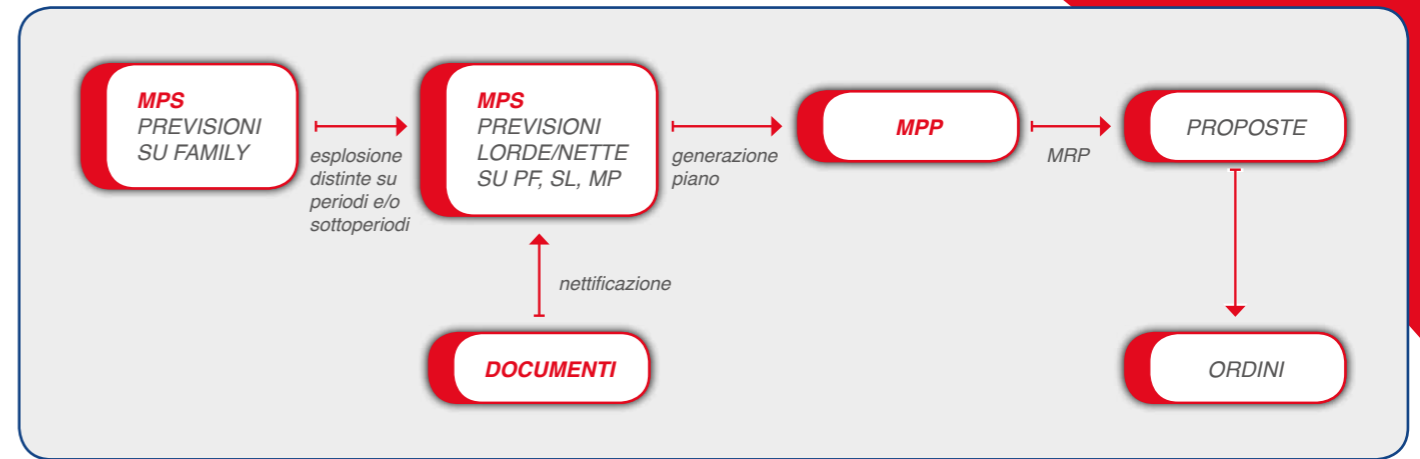 MPS
PREVISIONI
SU FAMILY
esplosione
distinte su
periodi e/o
sottoperiodi
MPS
PREVISIONI
LORDE/NETTE
SU PF, SL, MP
generazione
piano
MPP
MRP
PROPOSTE
nettificazione
DOCUMENTI
ORDINI